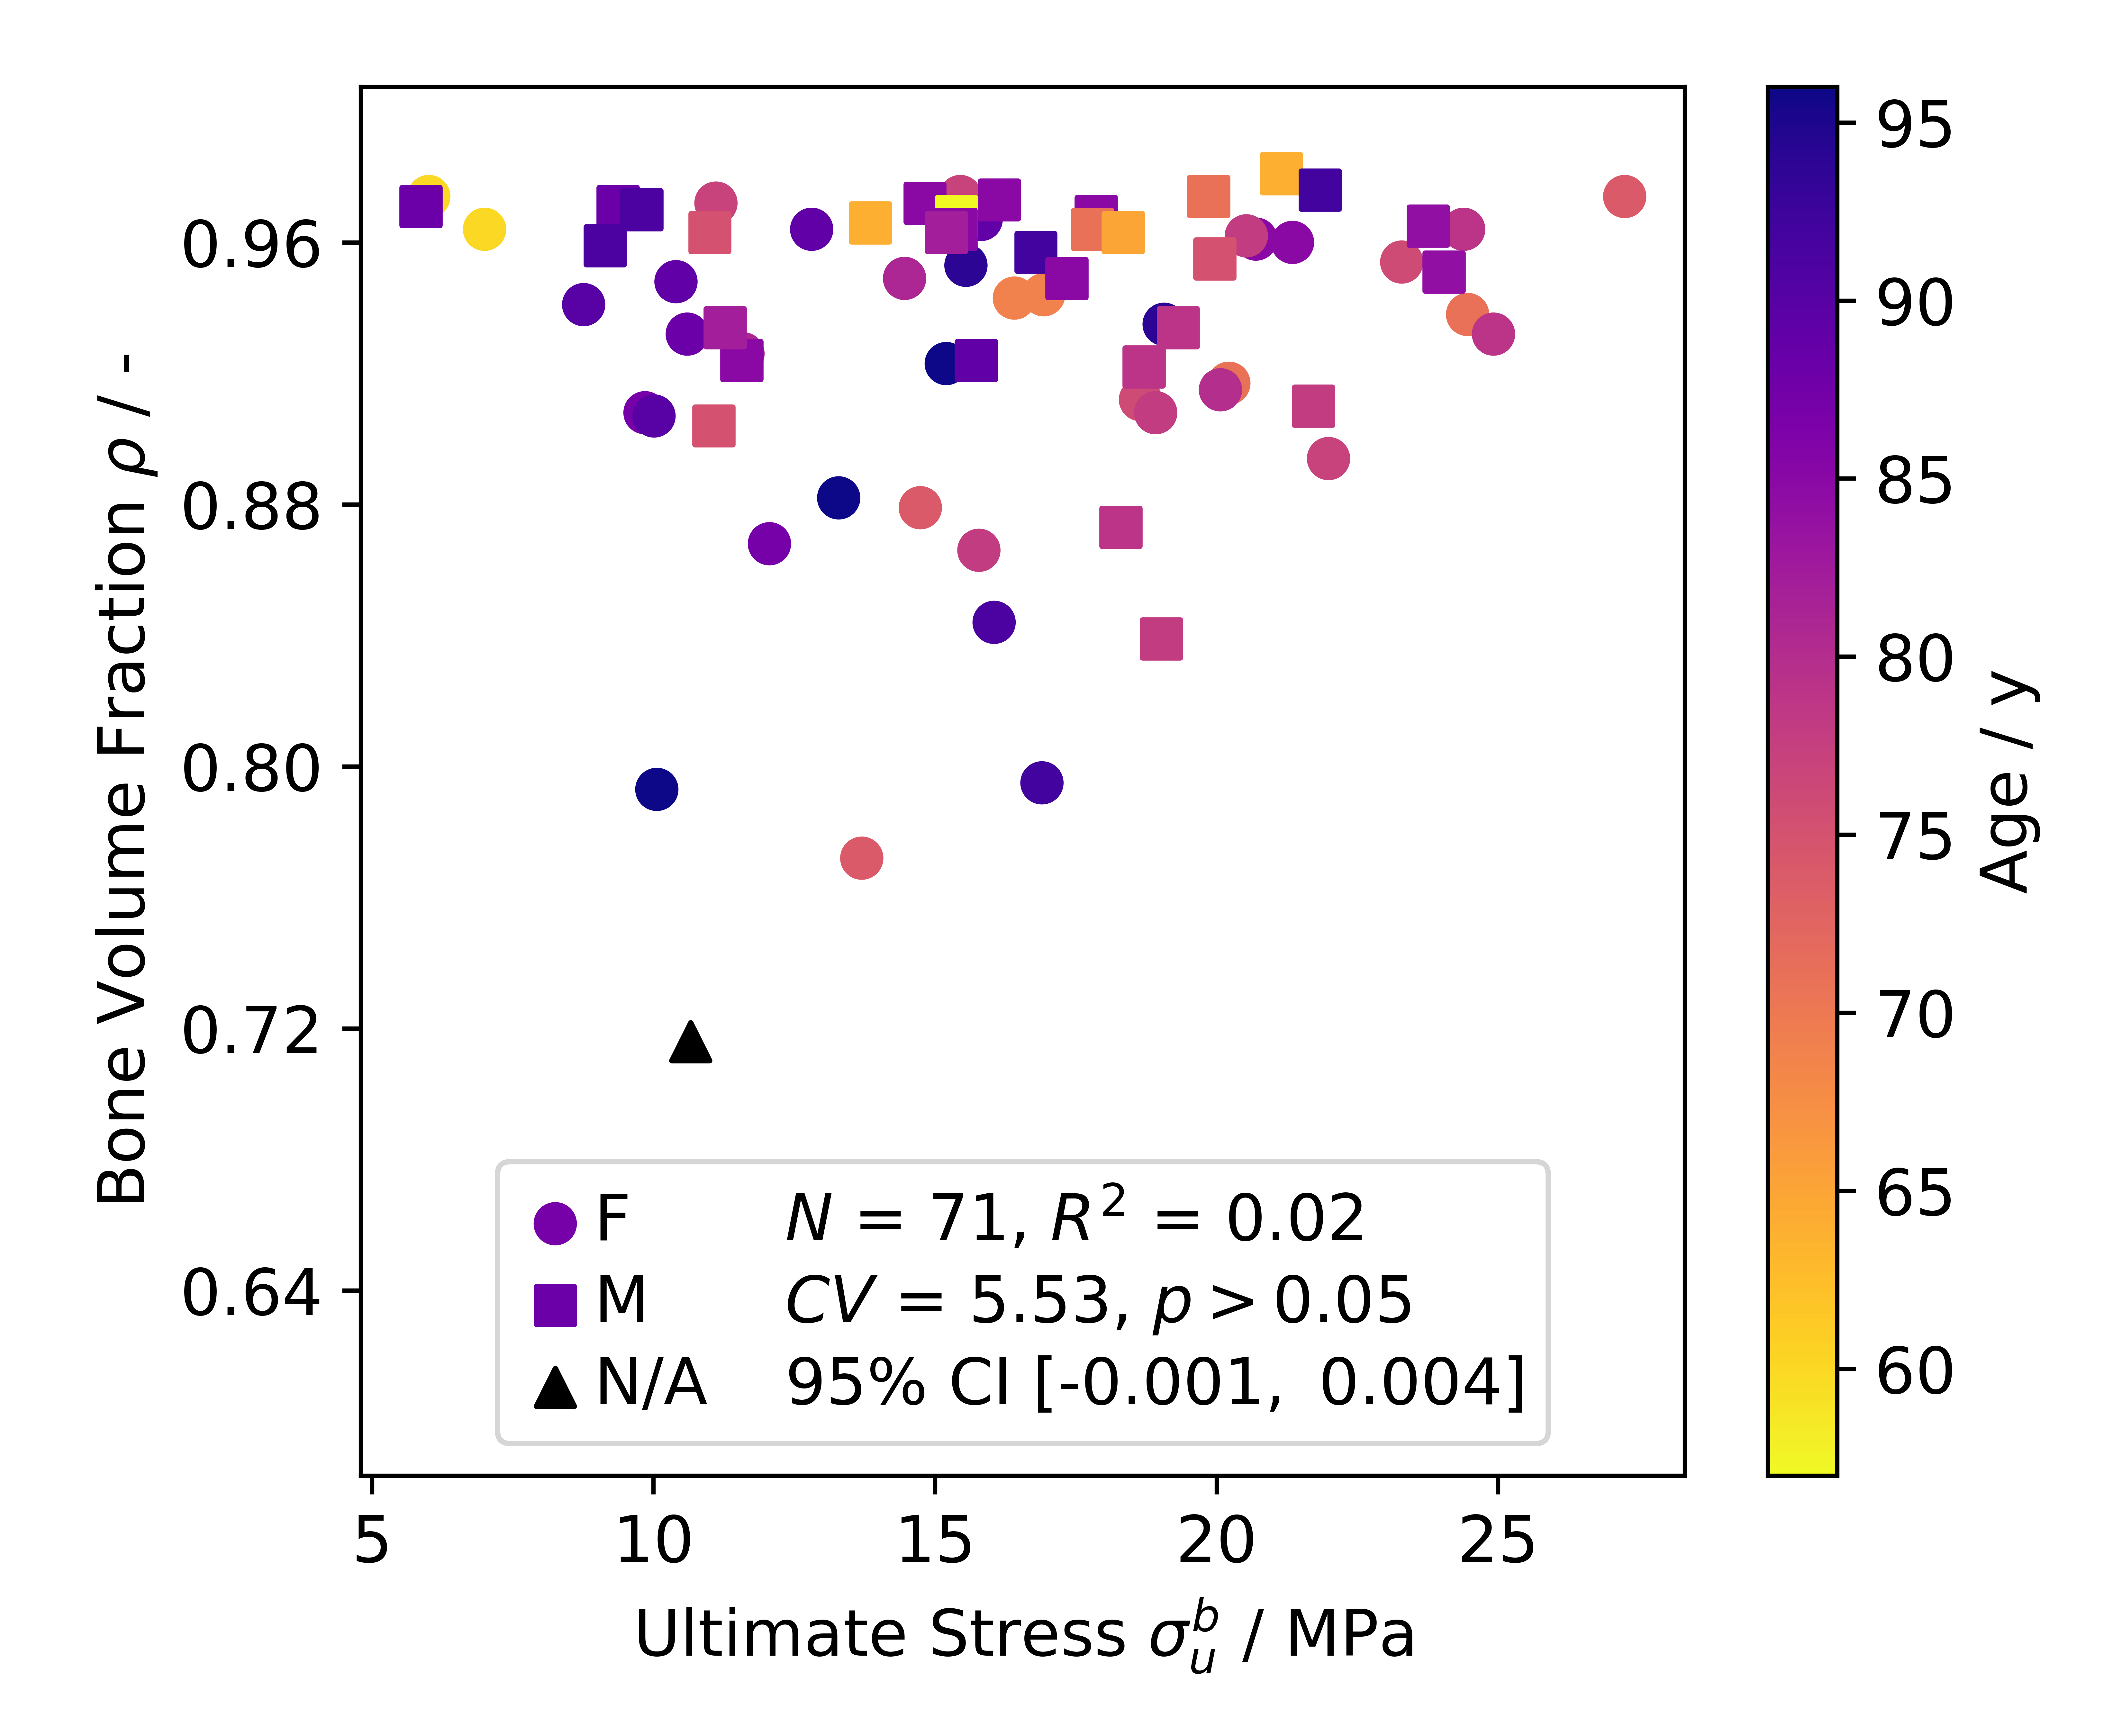 Bone Volume Fraction ρ / -
0.96
0.88
0.80
0.72
0.64
F N = 71, R² = 0.02
M CV = 5.53, p > 0.05
N/A 95% CI [-0.001, 0.004]
5 10 15 20 25
Ultimate Stress σ_u^b / MPa
95
90
85
80
75
70
65
60
Age / y